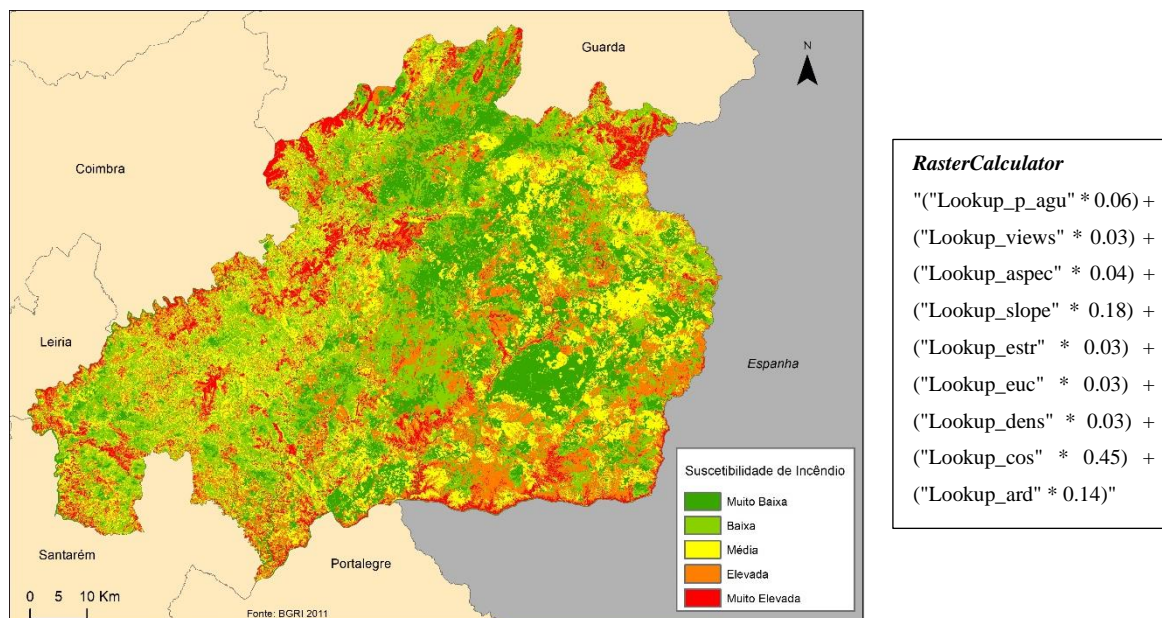 Guarda
N
Coimbra
Leiria
Espanha
Santarém
Portalegre
0 5 10 Km
Fonte: BGRI 2011
Suscetibilidade de Incêndio
Muito Baixa
Baixa
Média
Elevada
Muito Elevada
RasterCalculator
"("Lookup_p_agu" * 0.06) +
("Lookup_views" * 0.03) +
("Lookup_aspec" * 0.04) +
("Lookup_slope" * 0.18) +
("Lookup_estr" * 0.03) +
("Lookup_euc" * 0.03) +
("Lookup_dens" * 0.03) +
("Lookup_cos" * 0.45) +
("Lookup_ard" * 0.14)"